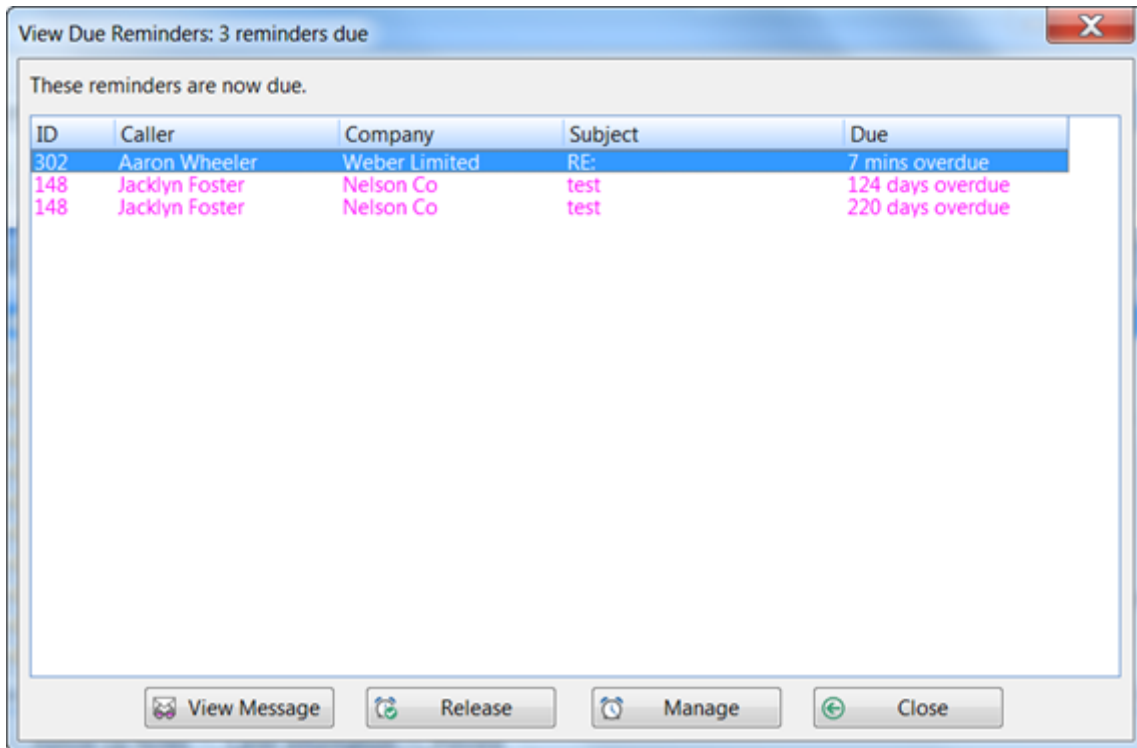 View Due Reminders: 3 reminders due
These reminders are now due.
ID Caller Company Subject Due
302 Aaron Wheeler Weber Limited RE: 7 mins overdue
148 Jacklyn Foster Nelson Co test 124 days overdue
148 Jacklyn Foster Nelson Co test 220 days overdue
View Message Release Manage Close